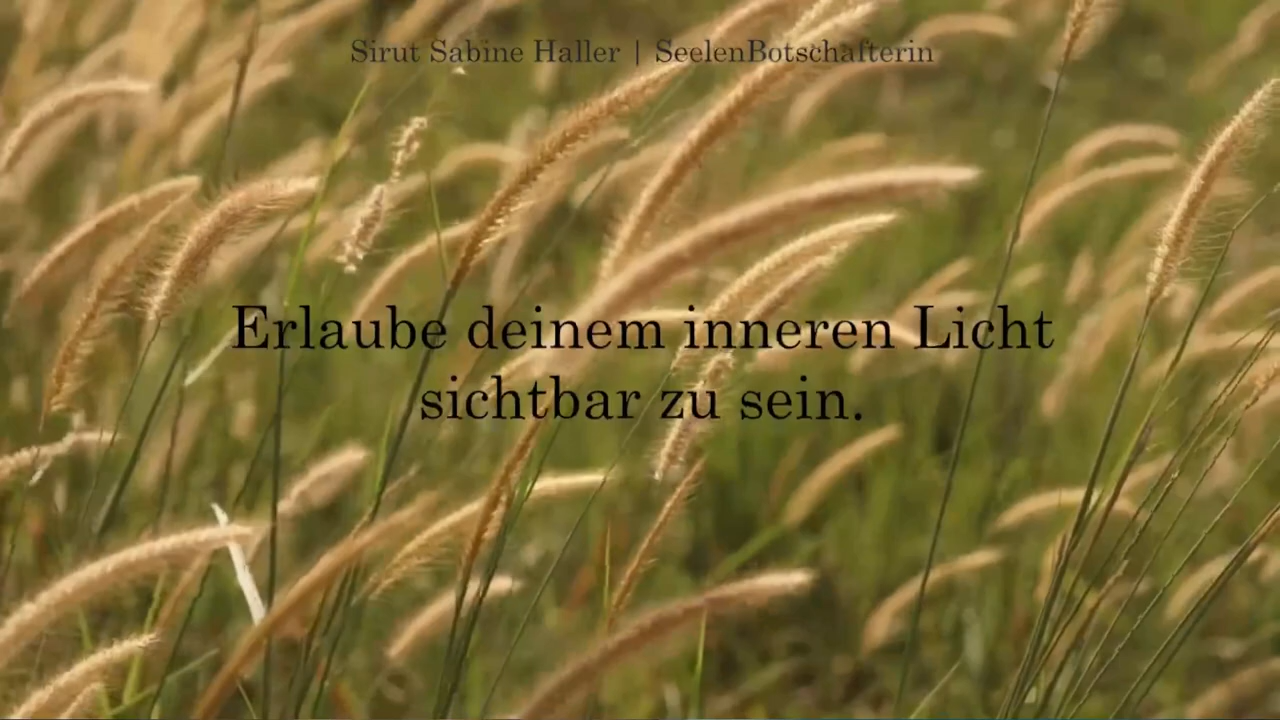 Sirut Sabine Haller | SeelenBotschafterin
Erlaube deinem inneren Licht
sichtbar zu sein.